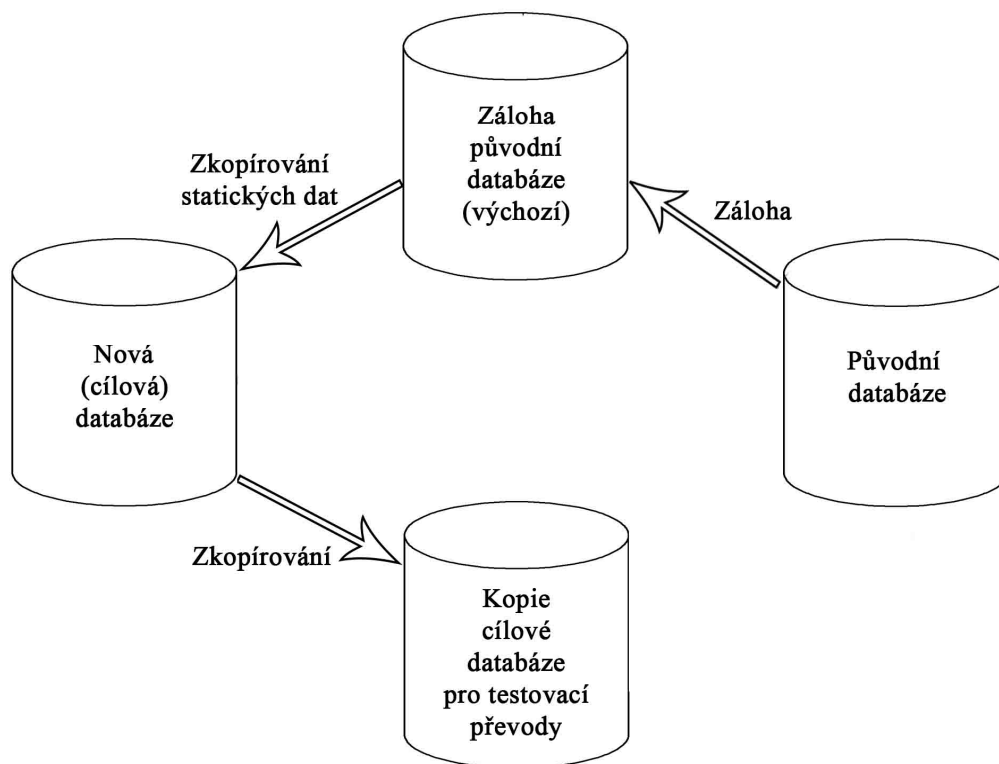 Záloha
původní
databáze
(výchozí)
Zkopírování
statických dat
Záloha
Nová
(cílová)
databáze
Původní
databáze
Zkopírování
Kopie
cílové
databáze
pro testovací
převody